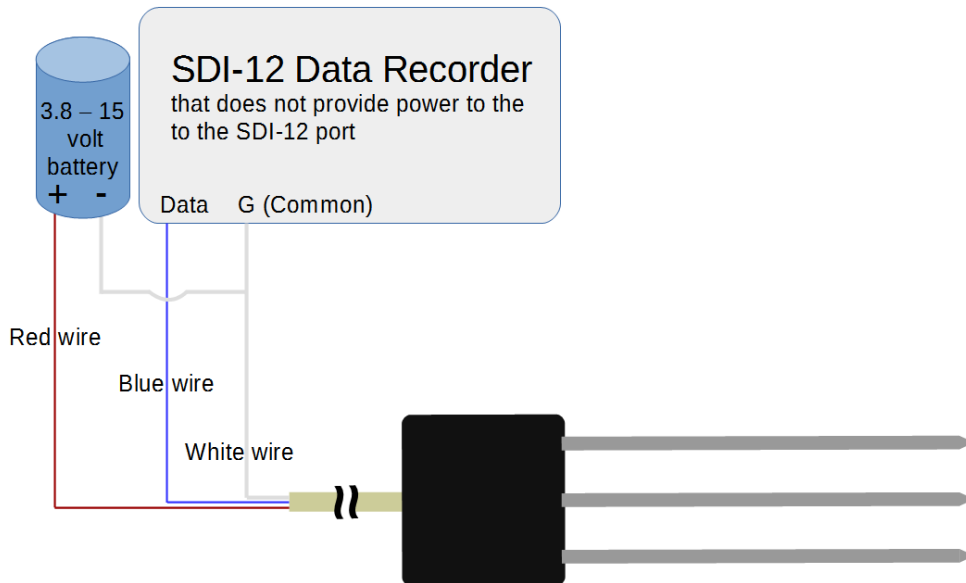 SDI-12 Data Recorder
that does not provide power to the
to the SDI-12 port
3.8 – 15
volt
battery
+ -
Data G (Common)
Red wire
Blue wire
White wire